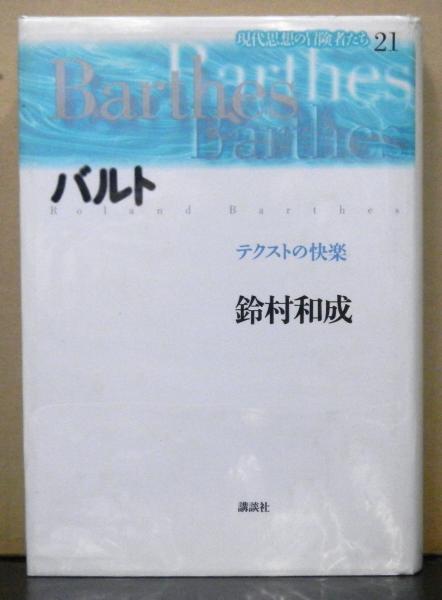 現代思想の冒険者たち 21
Barthes
Barthes
Barthes
バルト
Roland Barthes
テクストの快楽
鈴村和成
講談社